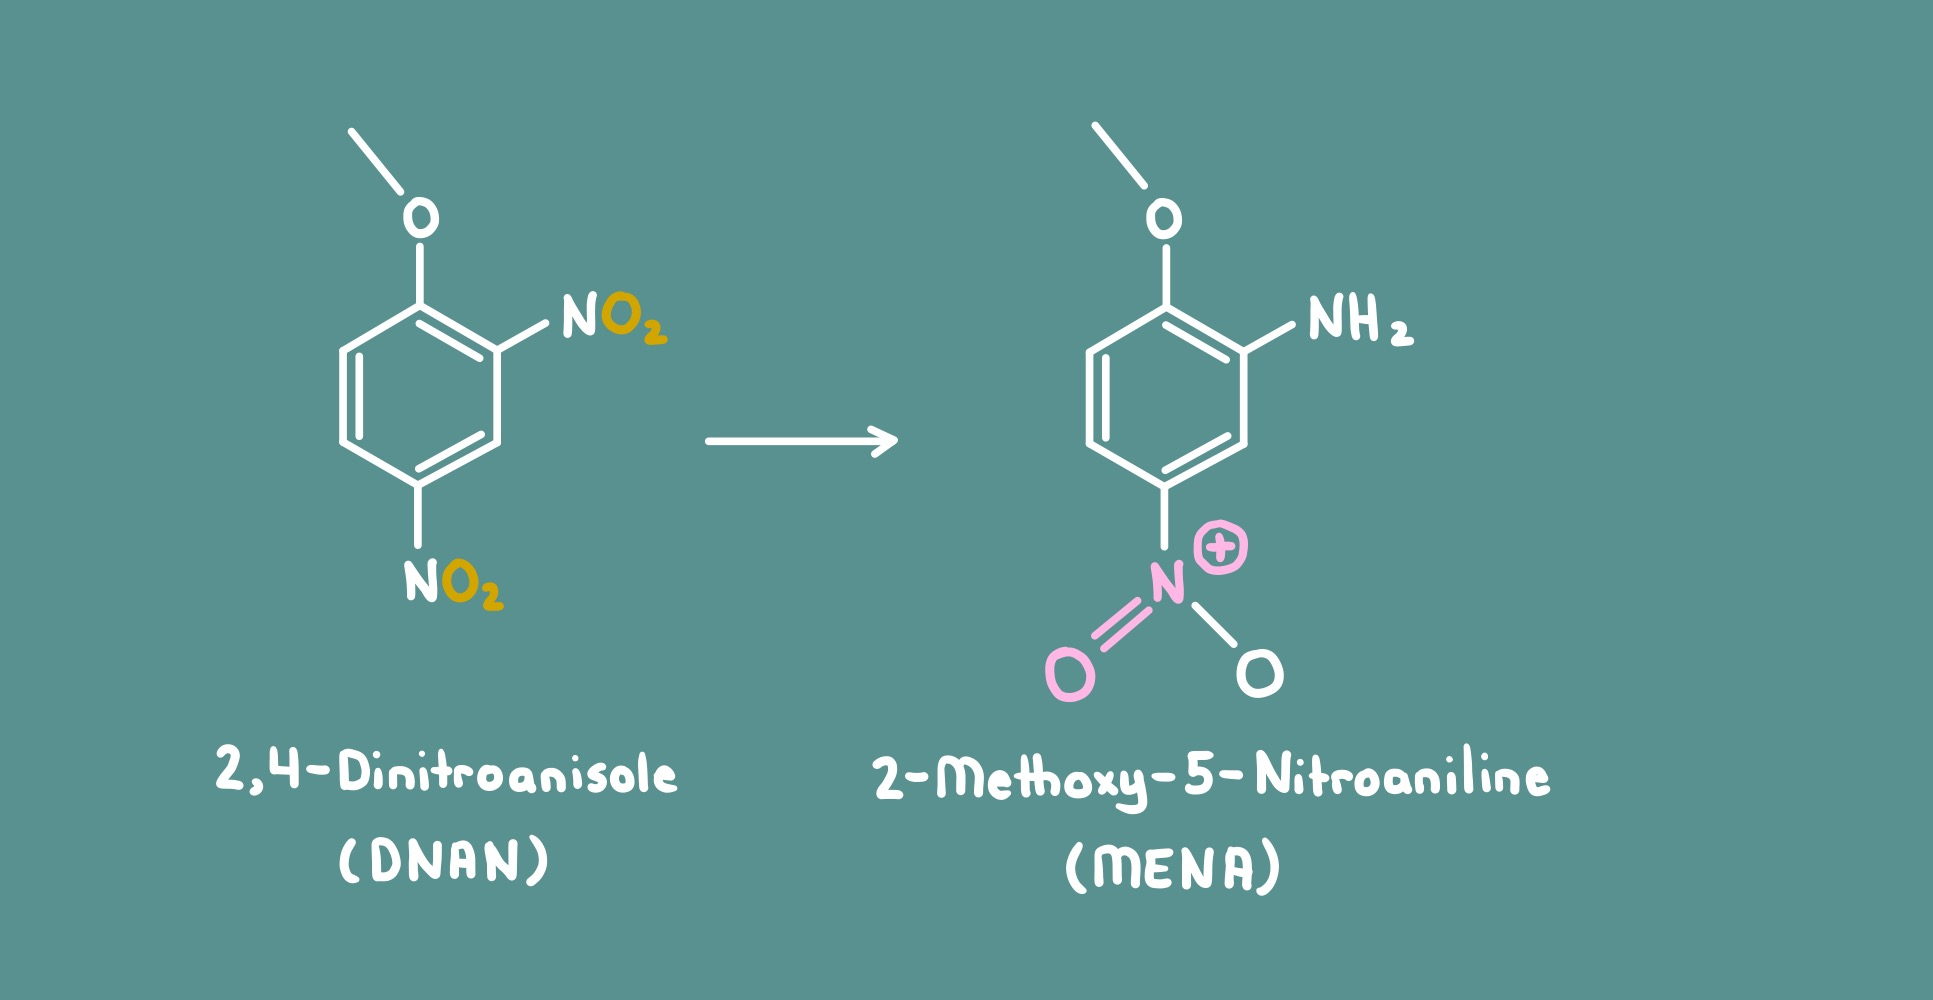 O
O
NO2
NH2
NO2
N+
O
O
2,4-Dinitroanisole
2-Methoxy-5-Nitroaniline
(DNAN)
(MENA)